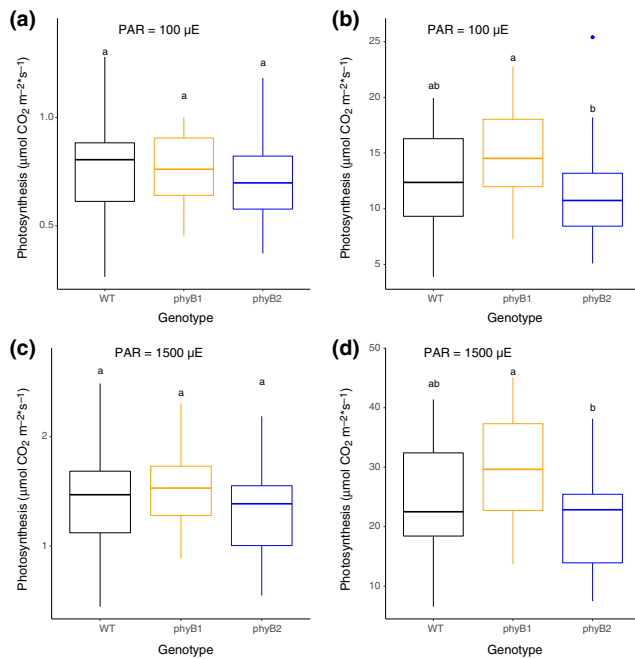 (a)
PAR = 100 µE
a
a
a
1.0
0.5
Photosynthesis (µmol CO₂ m⁻²*s⁻¹)
WT phyB1 phyB2
Genotype
(b)
PAR = 100 µE
ab
a
b
25
20
15
10
5
Photosynthesis (µmol CO₂ m⁻²*s⁻¹)
WT phyB1 phyB2
Genotype
(c)
PAR = 1500 µE
a
a
a
2
1
Photosynthesis (µmol CO₂ m⁻²*s⁻¹)
WT phyB1 phyB2
Genotype
(d)
PAR = 1500 µE
ab
a
b
50
40
30
20
10
Photosynthesis (µmol CO₂ m⁻²*s⁻¹)
WT phyB1 phyB2
Genotype